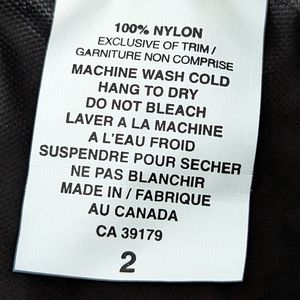 100% NYLON
EXCLUSIVE OF TRIM /
GARNITURE NON COMPRISE
MACHINE WASH COLD
HANG TO DRY
DO NOT BLEACH
LAVER A LA MACHINE
A L'EAU FROID
SUSPENDRE POUR SECHER
NE PAS BLANCHIR
MADE IN / FABRIQUE
AU CANADA
CA 39179
2